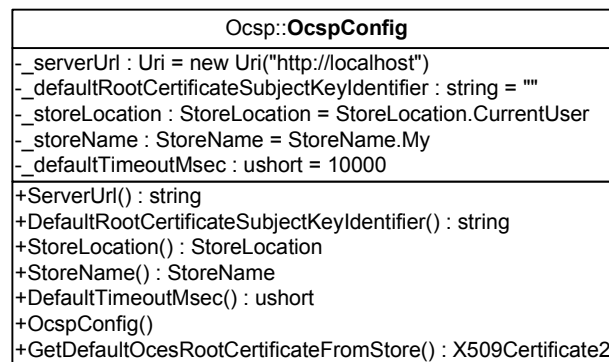 Ocsp::OcspConfig
-_serverUrl : Uri = new Uri("http://localhost")
-_defaultRootCertificateSubjectKeyIdentifier : string = ""
-_storeLocation : StoreLocation = StoreLocation.CurrentUser
-_storeName : StoreName = StoreName.My
-_defaultTimeoutMsec : ushort = 10000
+ServerUrl() : string
+DefaultRootCertificateSubjectKeyIdentifier() : string
+StoreLocation() : StoreLocation
+StoreName() : StoreName
+DefaultTimeoutMsec() : ushort
+OcspConfig()
+GetDefaultOcesRootCertificateFromStore() : X509Certificate2